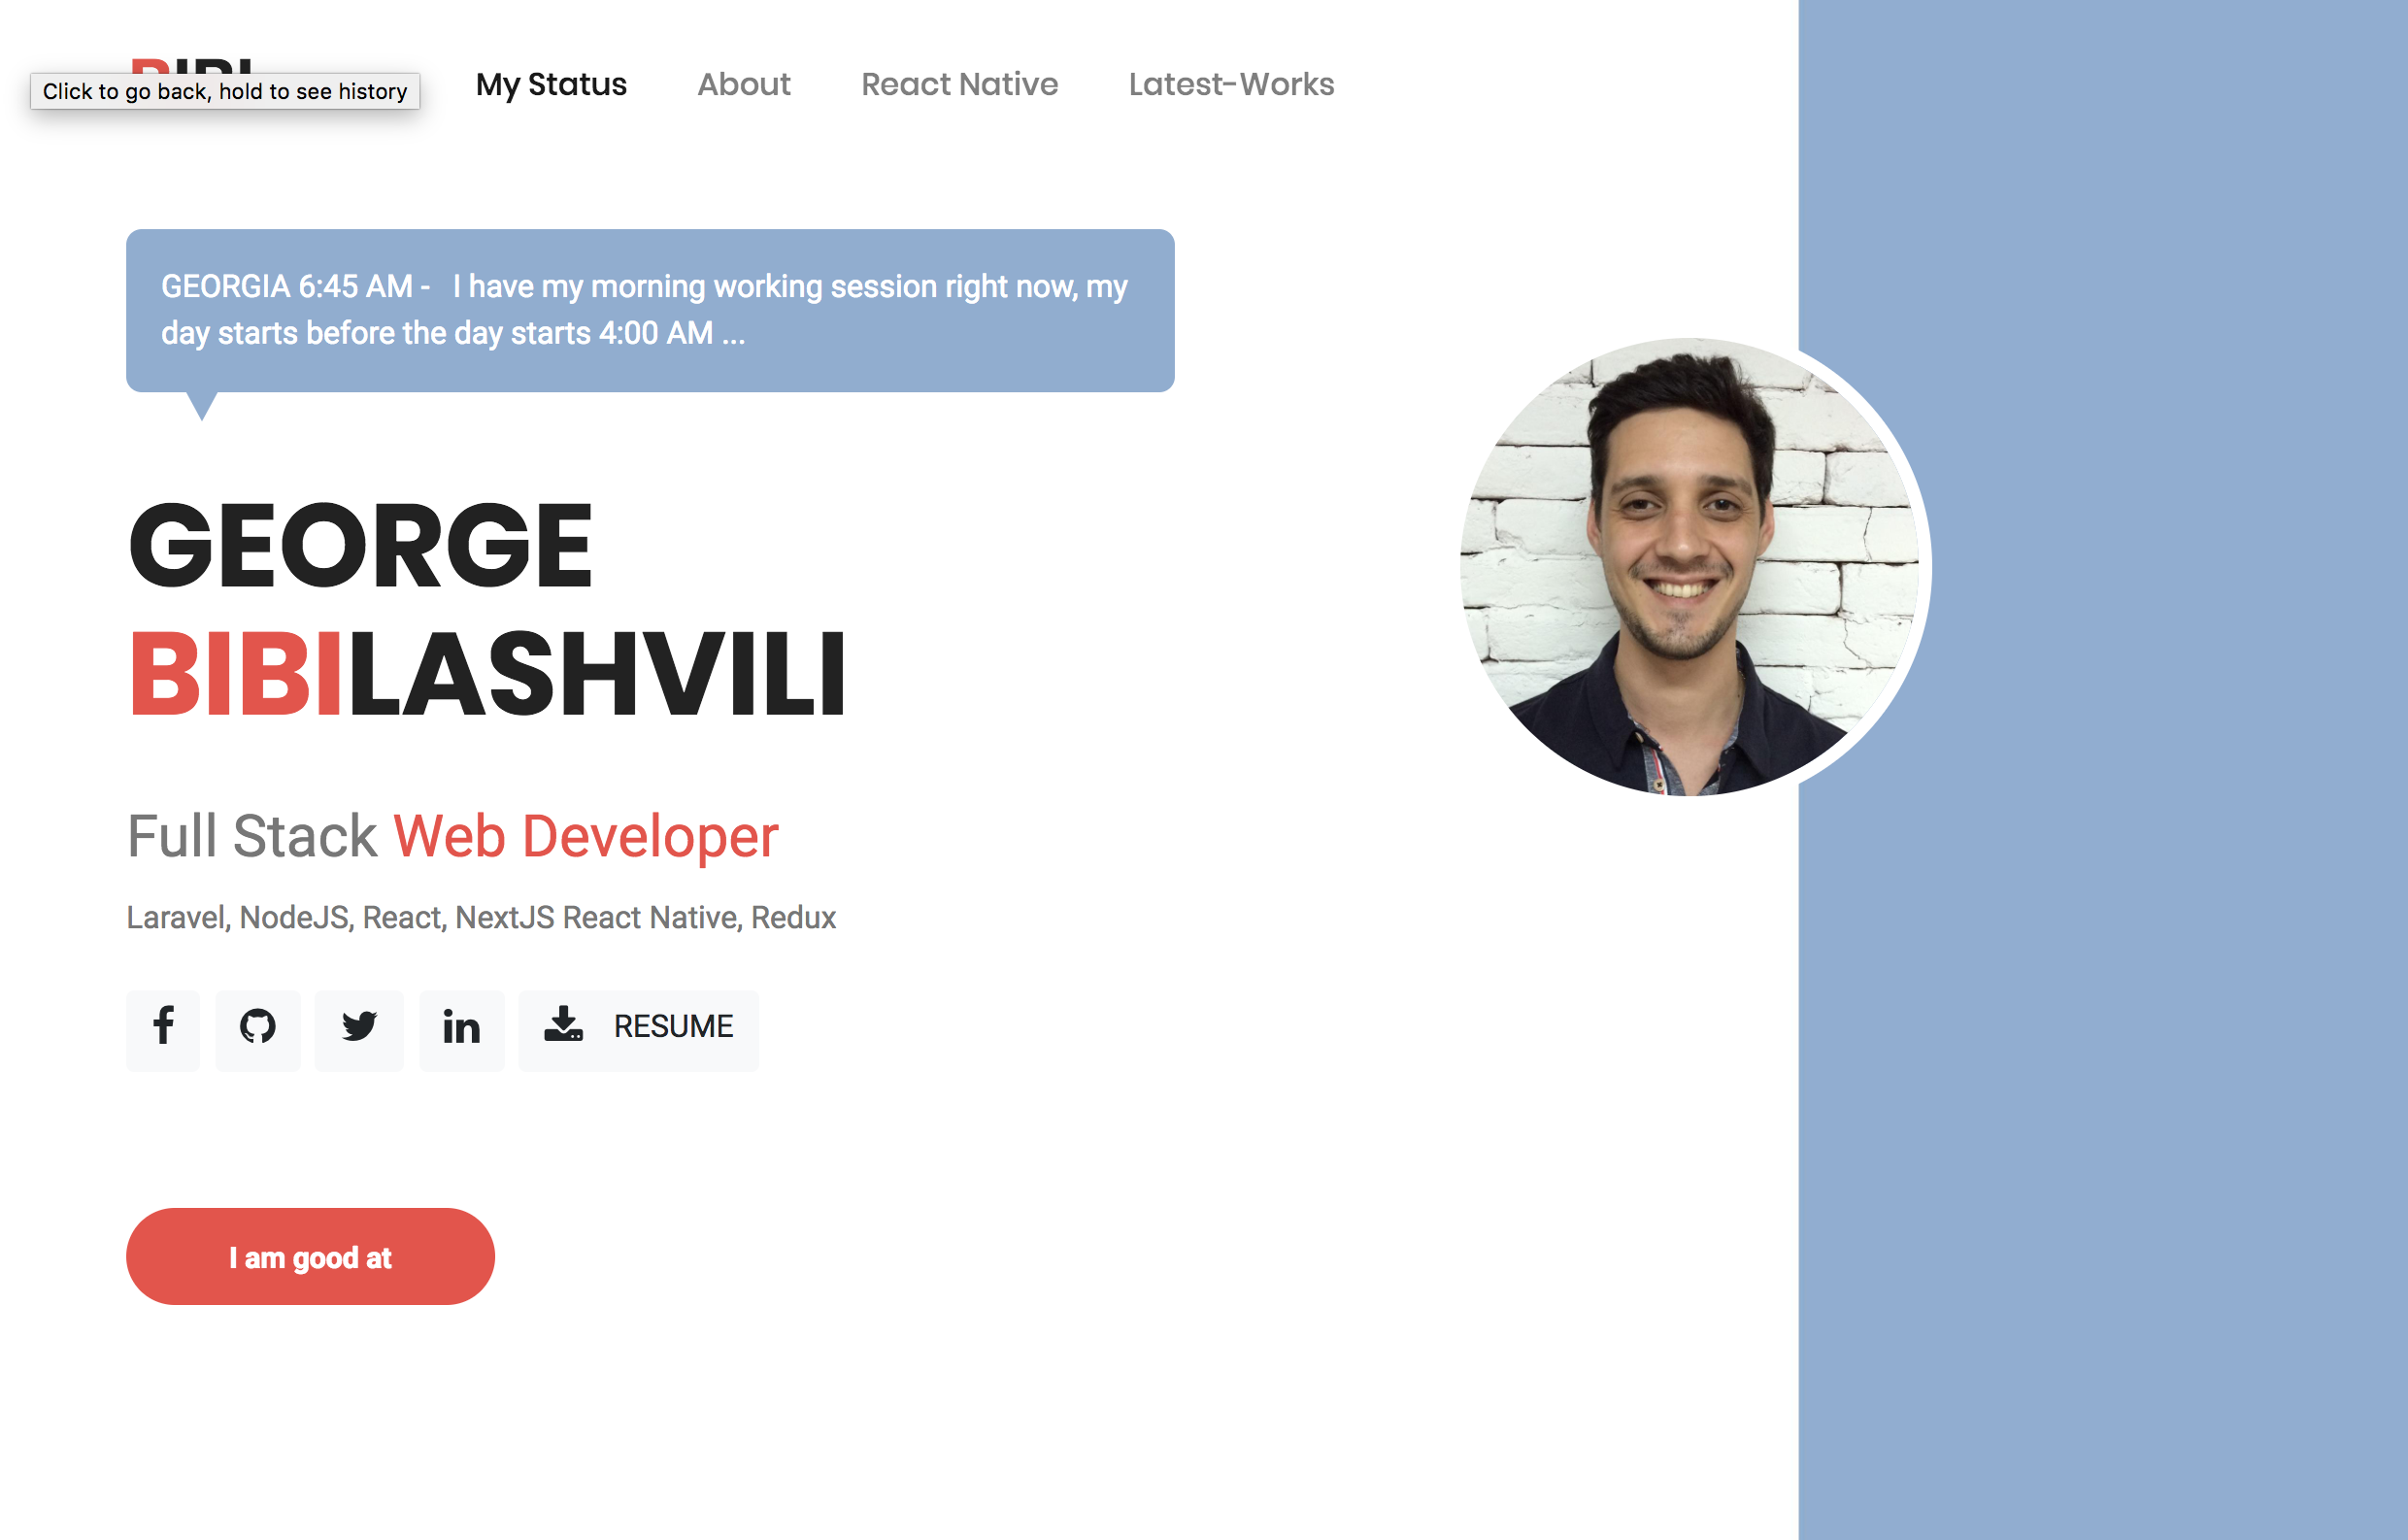 BIBI
Click to go back, hold to see history
My Status
About
React Native
Latest-Works
GEORGIA 6:45 AM - I have my morning working session right now, my
day starts before the day starts 4:00 AM ...
GEORGE
BIBILASHVILI
Full Stack Web Developer
Laravel, NodeJS, React, NextJS React Native, Redux
RESUME
I am good at